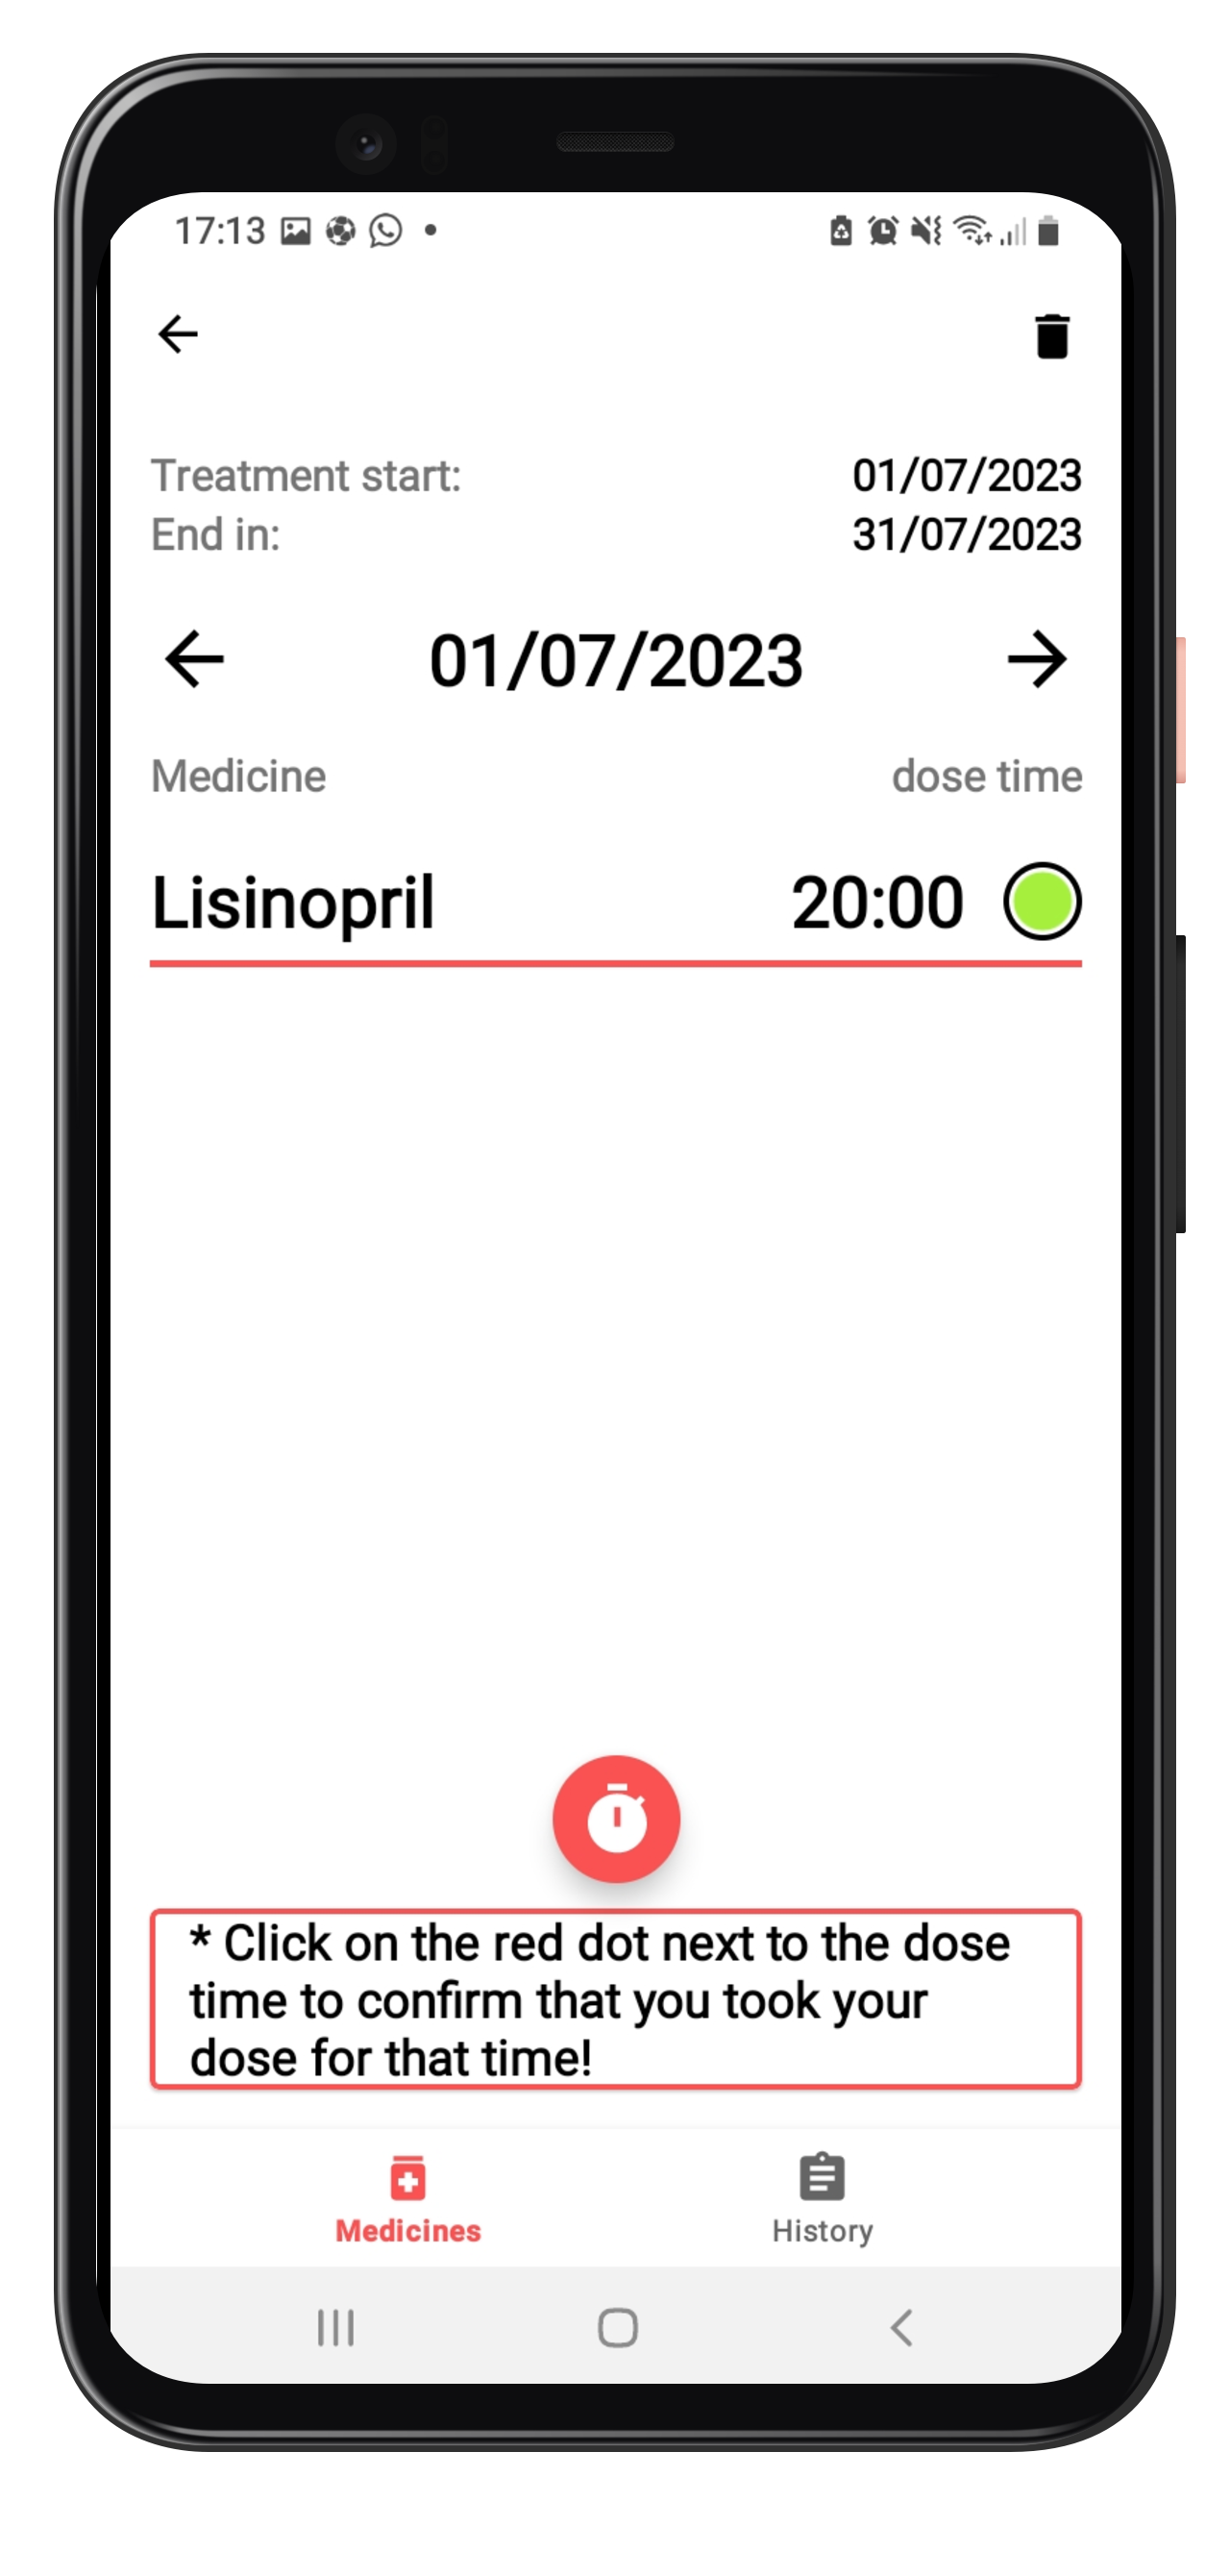 17:13
Treatment start: 01/07/2023
End in: 31/07/2023
01/07/2023
Medicine dose time
Lisinopril 20:00
* Click on the red dot next to the dose
time to confirm that you took your
dose for that time!
Medicines History